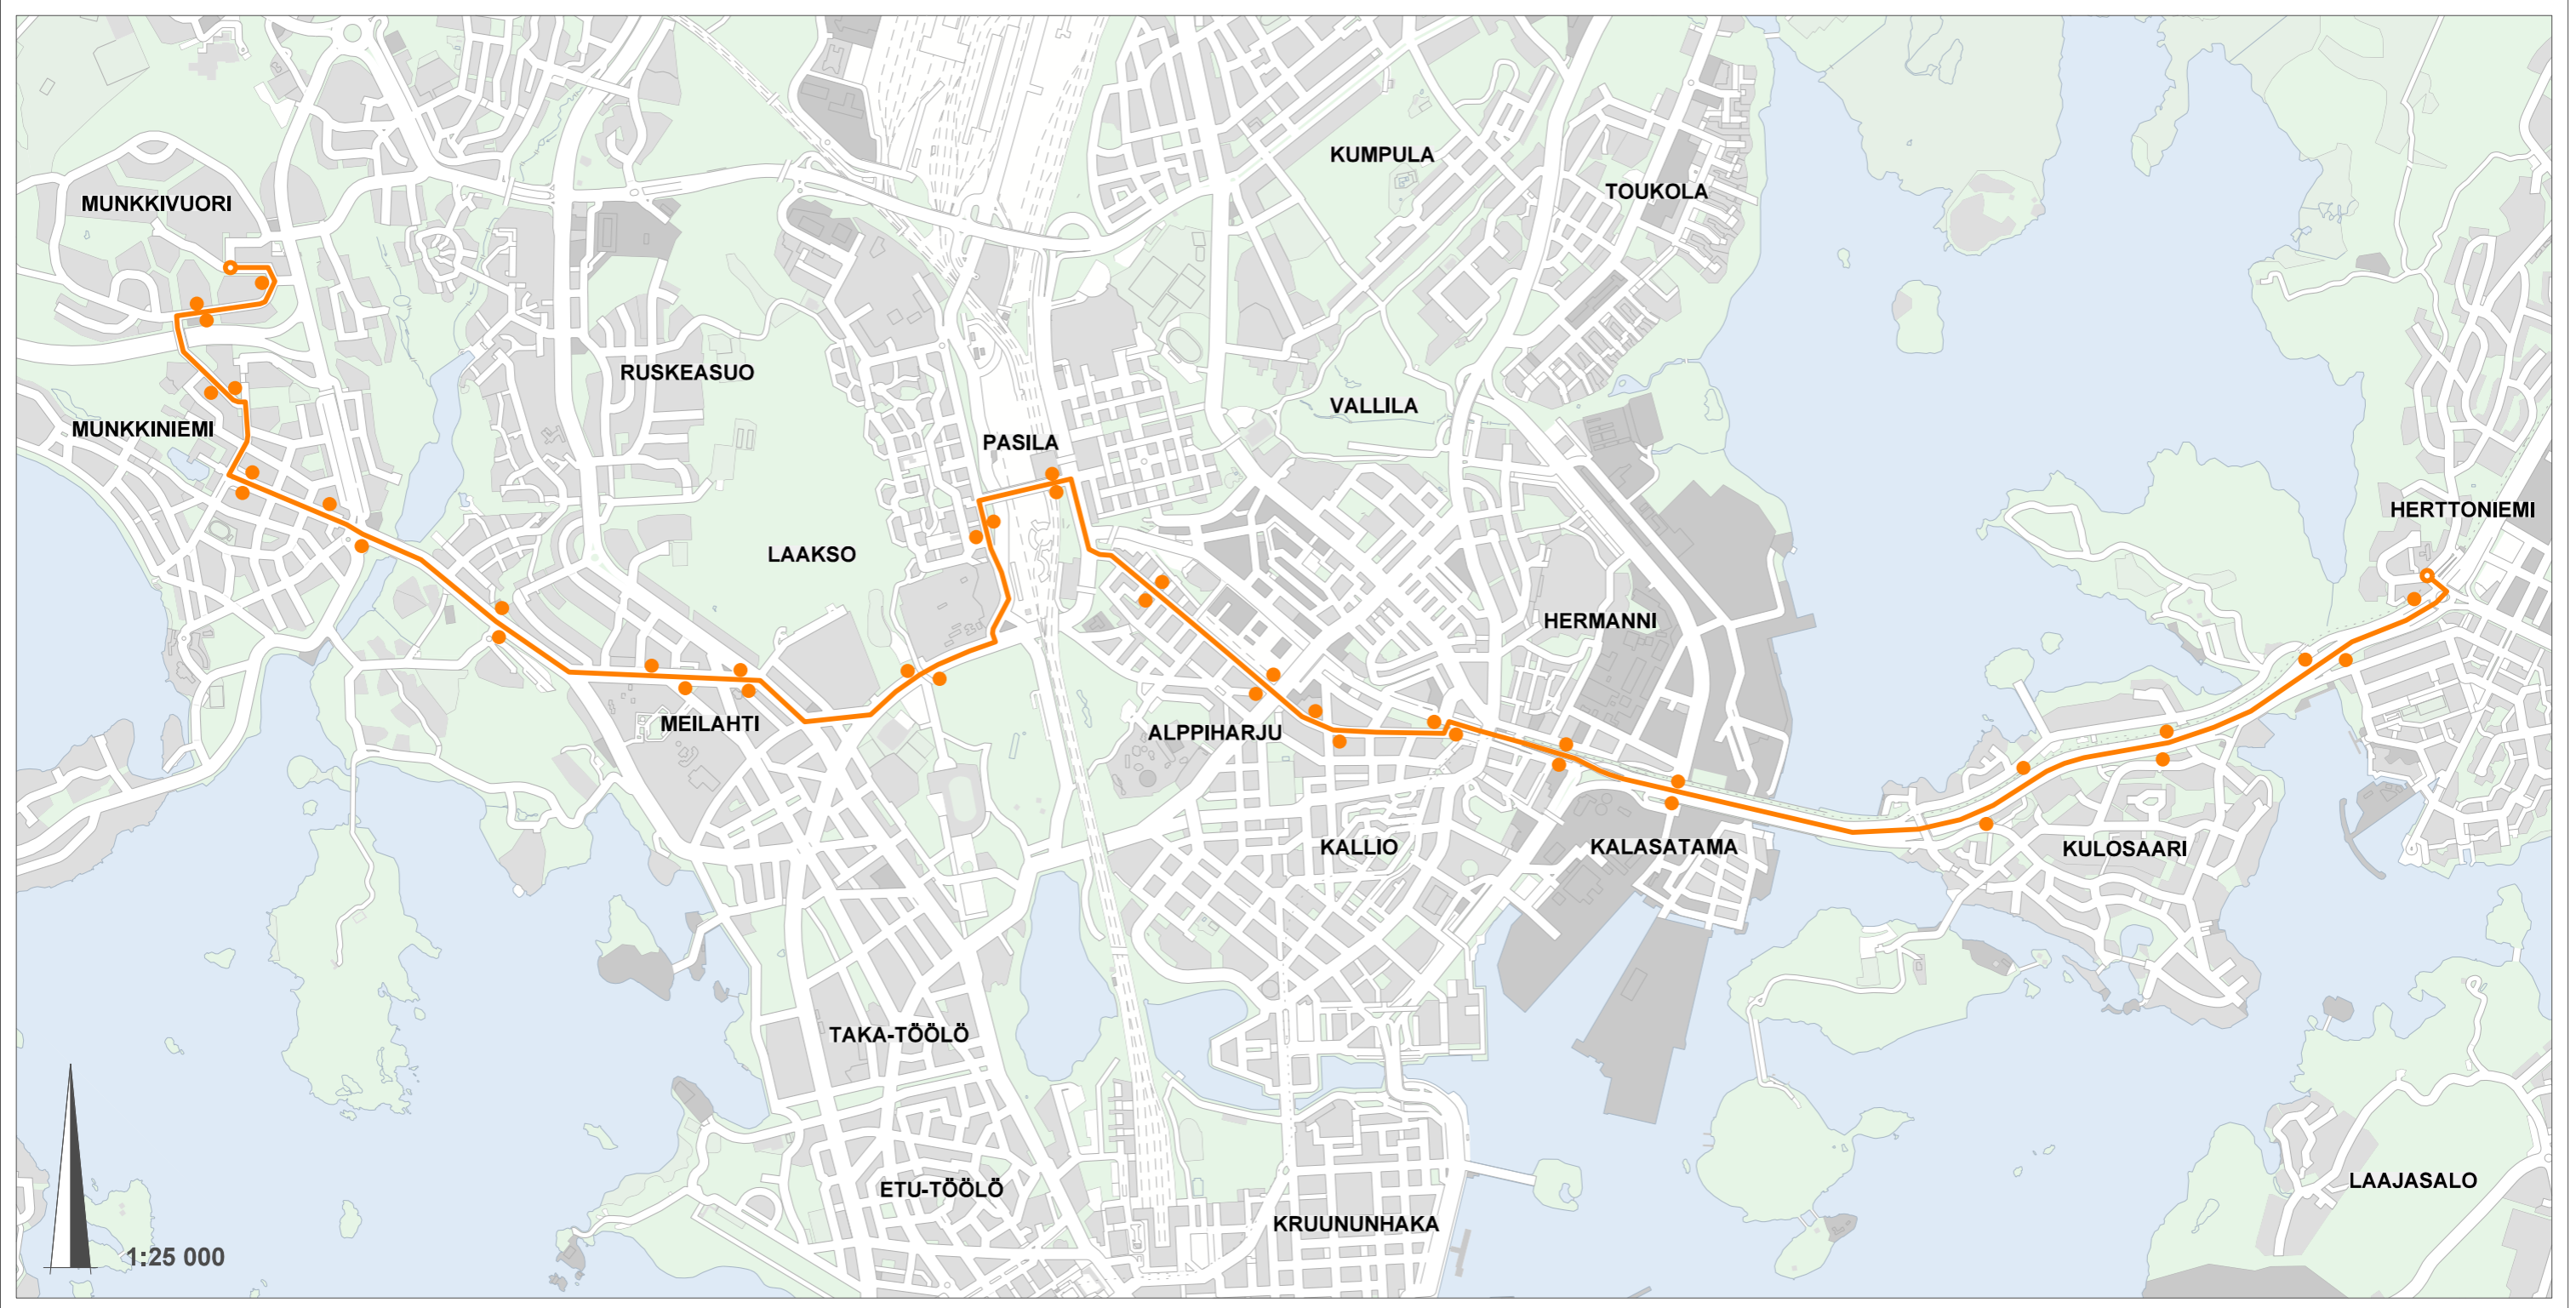 KUMPULA
TOUKOLA
MUNKKIVUORI
RUSKEASUO
VALLILA
MUNKKINIEMI
PASILA
HERTTONIEMI
LAAKSO
HERMANNI
MEILAHTI
ALPPIHARJU
KALLIO
KALASATAMA
KULOSAARI
TAKA-TÖÖLÖ
LAAJASALO
ETU-TÖÖLÖ
KRUUNUNHAKA
1:25 000